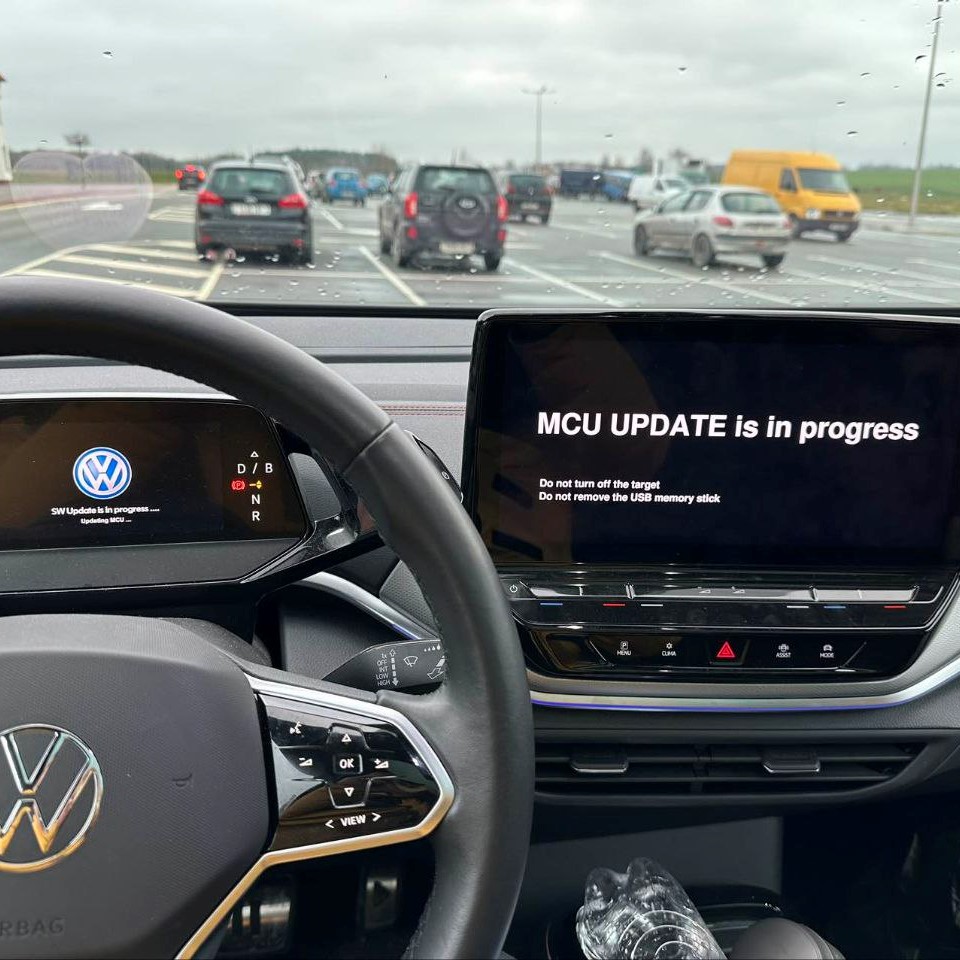 MCU UPDATE is in progress
Do not turn off the target
Do not remove the USB memory stick
SW Update is in progress ....
Updating MCU ...
D / B
N
R
1x
OFF
INT
LOW
HIGH
MENU
CLIMA
ASSIST
MODE
OK
< VIEW >
RBAG